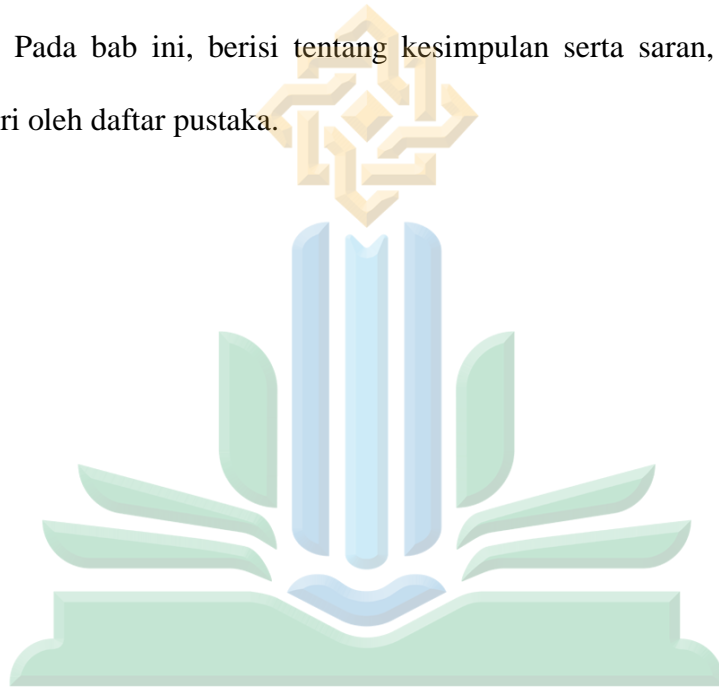 Pada bab ini, berisi tentang kesimpulan serta saran,
ri oleh daftar pustaka.